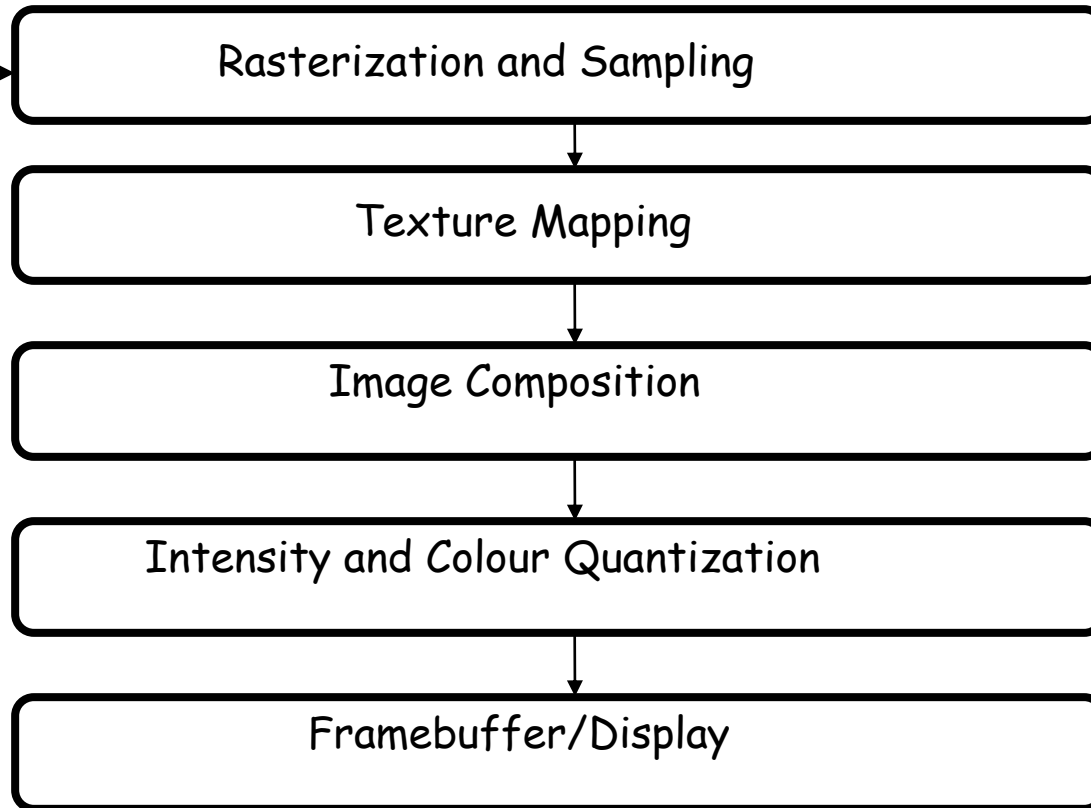 Rasterization and Sampling
Texture Mapping
Image Composition
Intensity and Colour Quantization
Framebuffer/Display